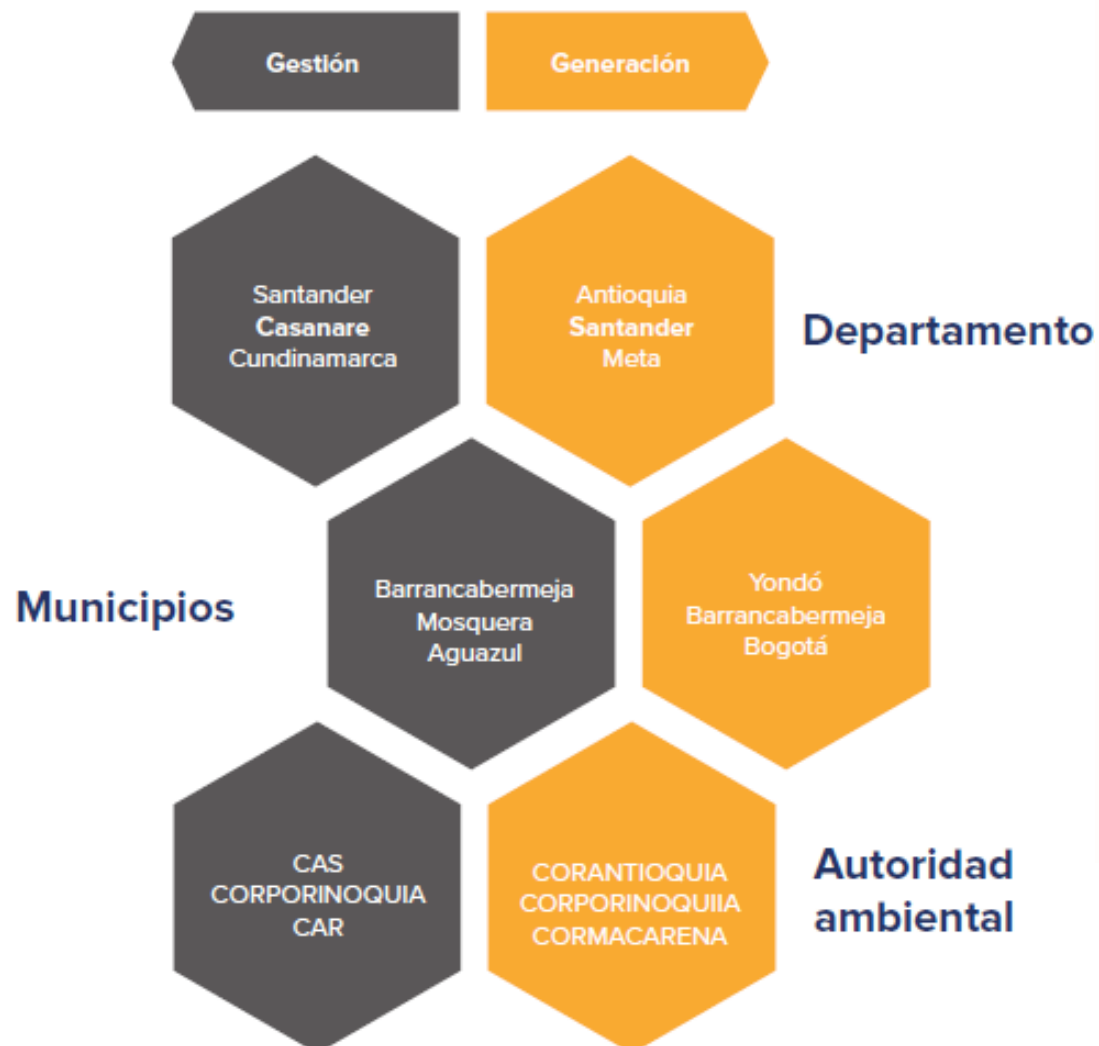 Gestión
Generación
Santander
Casanare
Cundinamarca
Antioquia
Santander
Meta
Departamento
Municipios
Barrancabermeja
Mosquera
Aguazul
Yondó
Barrancabermeja
Bogotá
CAS
CORPORINOQUIA
CAR
CORANTIOQUIA
CORPORINOQUIIA
CORMACARENA
Autoridad
ambiental